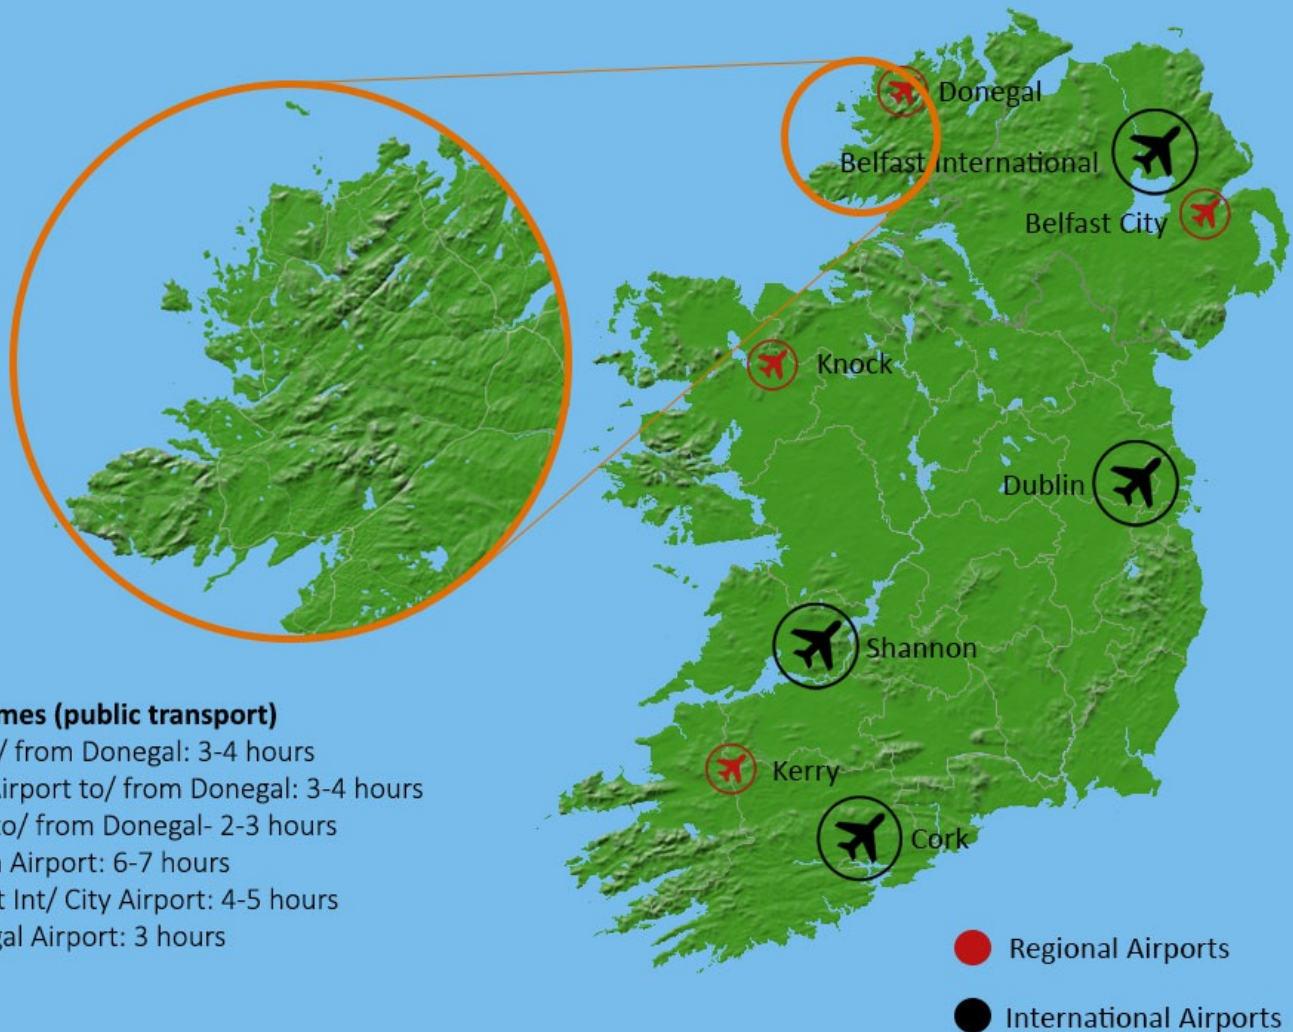 Donegal
Belfast International
Belfast City
Knock
Dublin
Shannon
Kerry
Cork
mes (public transport)
/ from Donegal: 3-4 hours
Airport to/ from Donegal: 3-4 hours
to/ from Donegal- 2-3 hours
Airport: 6-7 hours
t Int/ City Airport: 4-5 hours
gal Airport: 3 hours
Regional Airports
International Airports